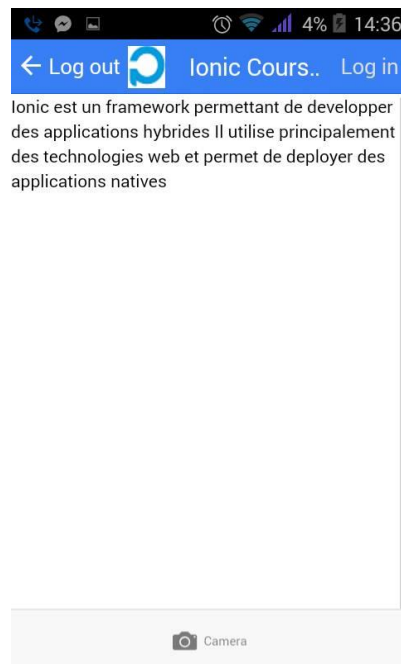 4% 14:36
Log out Ionic Cours.. Log in
Ionic est un framework permettant de developper
des applications hybrides Il utilise principalement
des technologies web et permet de deployer des
applications natives
Camera